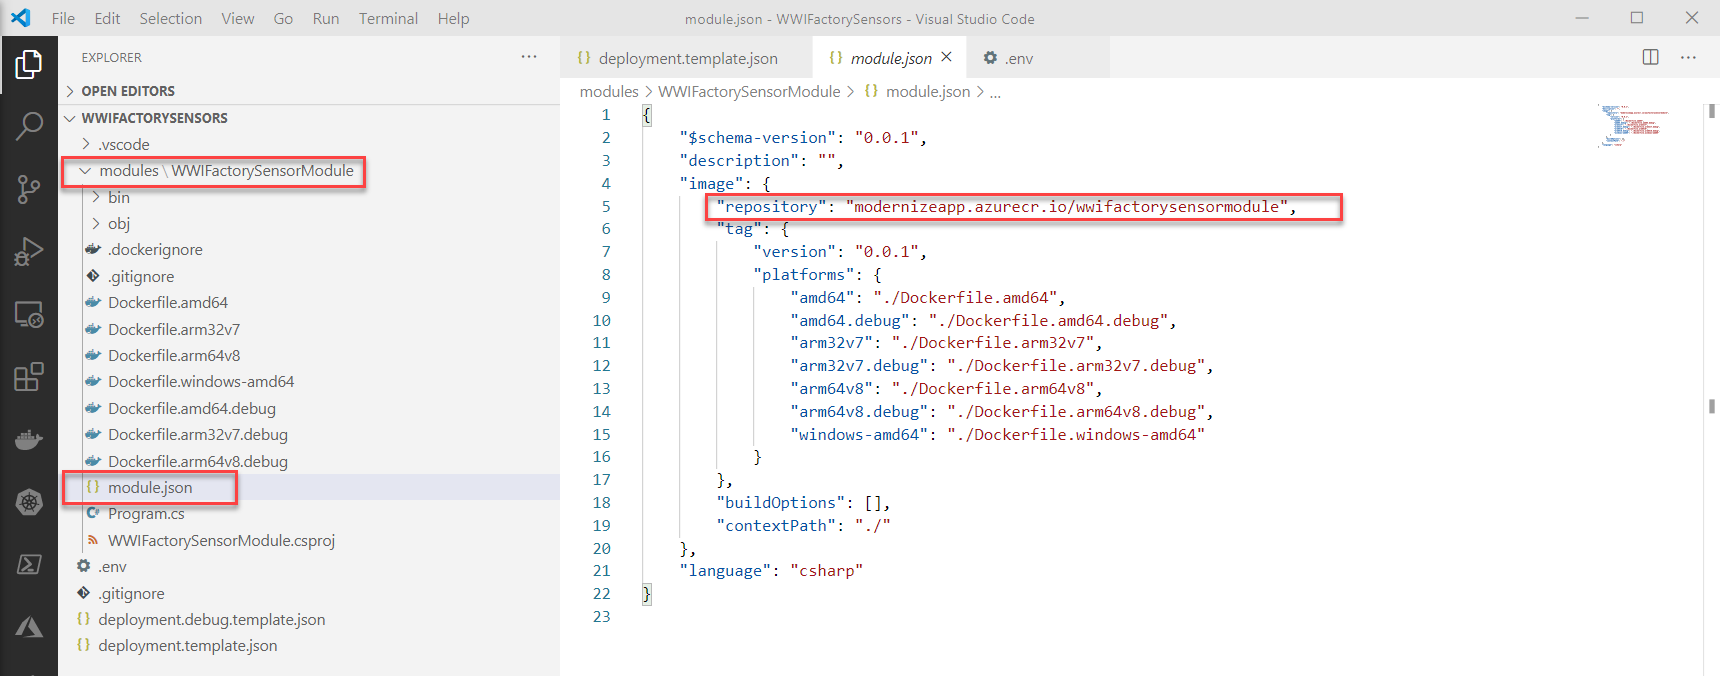 File Edit Selection View Go Run Terminal Help
module.json - WWIFactorySensors - Visual Studio Code
EXPLORER
OPEN EDITORS
WWIFACTORYSENSORS
.vscode
modules \ WWIFactorySensorModule
bin
obj
.dockerignore
.gitignore
Dockerfile.amd64
Dockerfile.arm32v7
Dockerfile.arm64v8
Dockerfile.windows-amd64
Dockerfile.amd64.debug
Dockerfile.arm32v7.debug
Dockerfile.arm64v8.debug
module.json
Program.cs
WWIFactorySensorModule.csproj
.env
.gitignore
deployment.debug.template.json
deployment.template.json
deployment.template.json
module.json
.env
modules > WWIFactorySensorModule > {} module.json > ...
1 {
2 "$schema-version": "0.0.1",
3 "description": "",
4 "image": {
5 "repository": "modernizeapp.azurecr.io/wwifactorysensormodule",
6 "tag": {
7 "version": "0.0.1",
8 "platforms": {
9 "amd64": "./Dockerfile.amd64",
10 "amd64.debug": "./Dockerfile.amd64.debug",
11 "arm32v7": "./Dockerfile.arm32v7",
12 "arm32v7.debug": "./Dockerfile.arm32v7.debug",
13 "arm64v8": "./Dockerfile.arm64v8",
14 "arm64v8.debug": "./Dockerfile.arm64v8.debug",
15 "windows-amd64": "./Dockerfile.windows-amd64"
16 }
17 },
18 "buildOptions": [],
19 "contextPath": "./"
20 },
21 "language": "csharp"
22 }
23